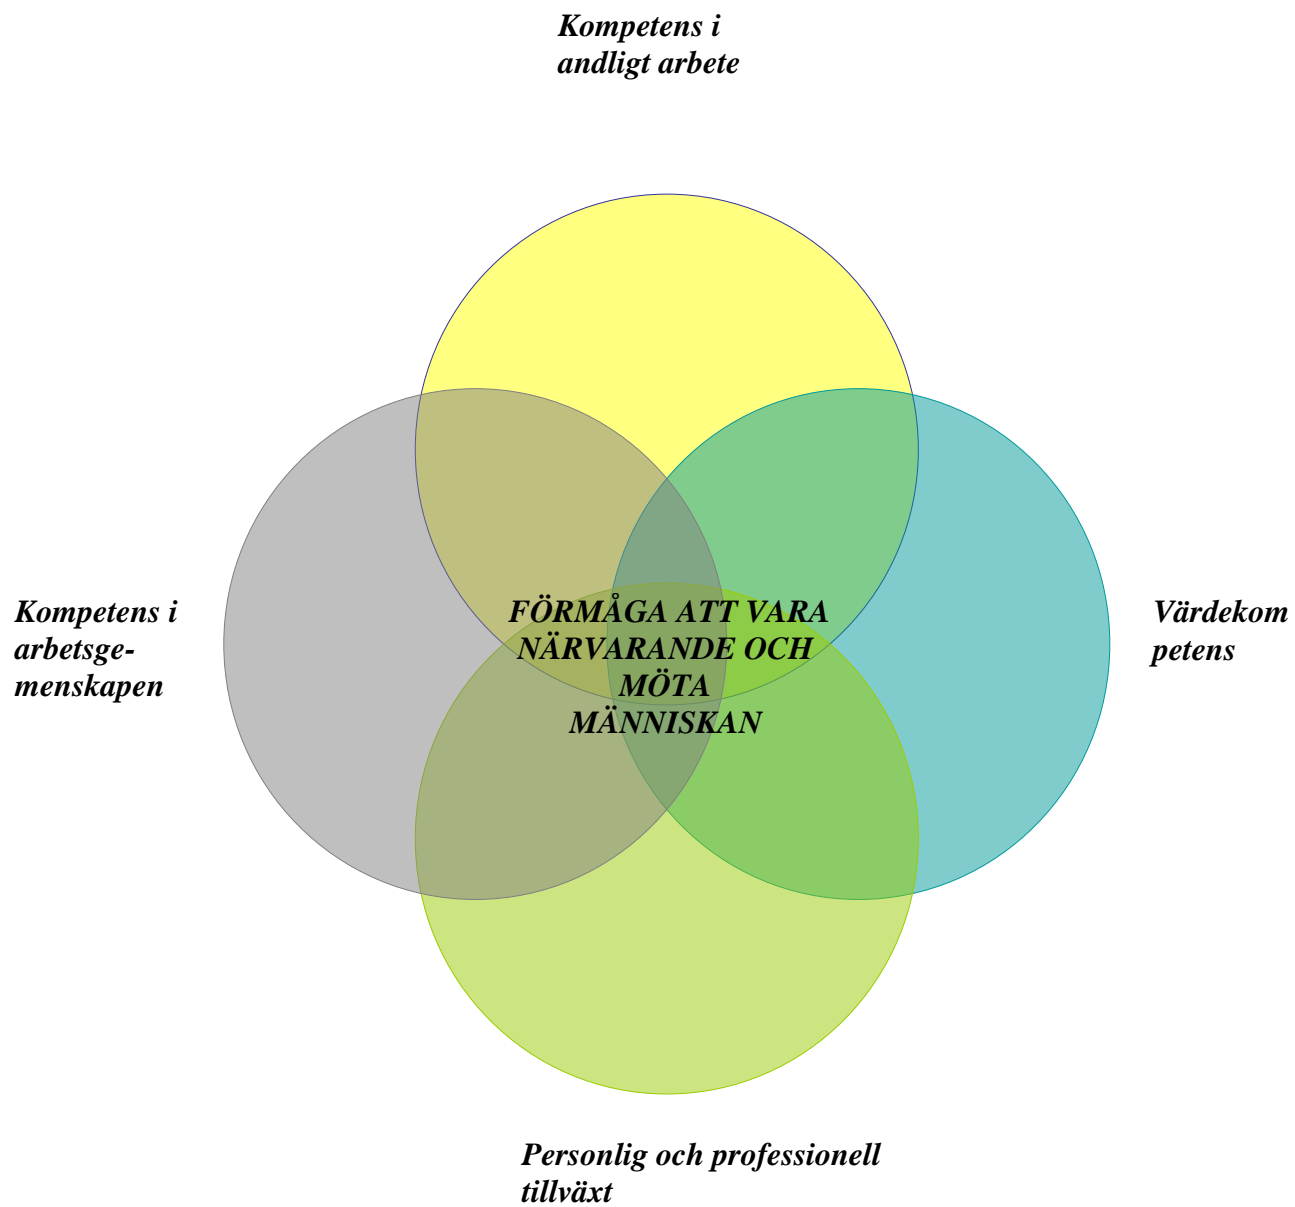 Kompetens i
andligt arbete
FÖRMÅGA ATT VARA
NÄRVARANDE OCH
MÖTA
MÄNNISKAN
Kompetens i
arbetsge-
menskapen
Värdekom
petens
Personlig och professionell
tillväxt